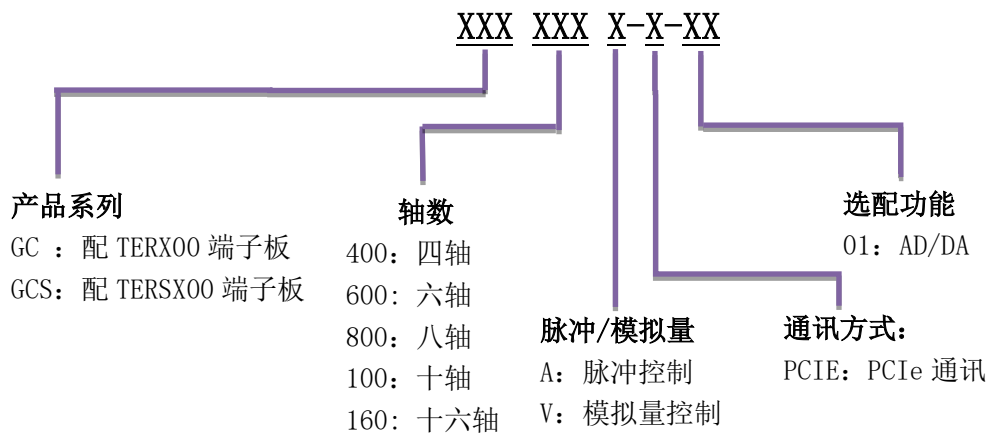 XXX XXX X-X-XX
产品系列
GC ：配 TERX00 端子板
GCS：配 TERSX00 端子板
轴数
400：四轴
600：六轴
800：八轴
100：十轴
160：十六轴
脉冲/模拟量
A：脉冲控制
V：模拟量控制
通讯方式：
PCIE：PCIe 通讯
选配功能
01：AD/DA